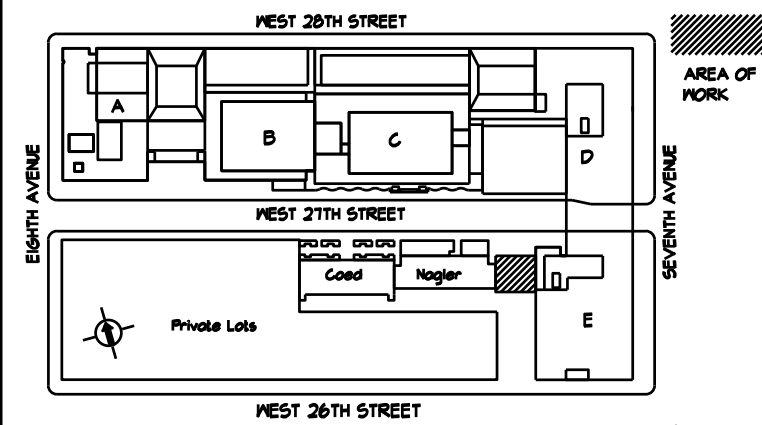 WEST 28TH STREET
AREA OF
WORK
A
B
C
D
EIGHTH AVENUE
SEVENTH AVENUE
WEST 27TH STREET
Coed
Nagler
E
Private Lots
WEST 26TH STREET